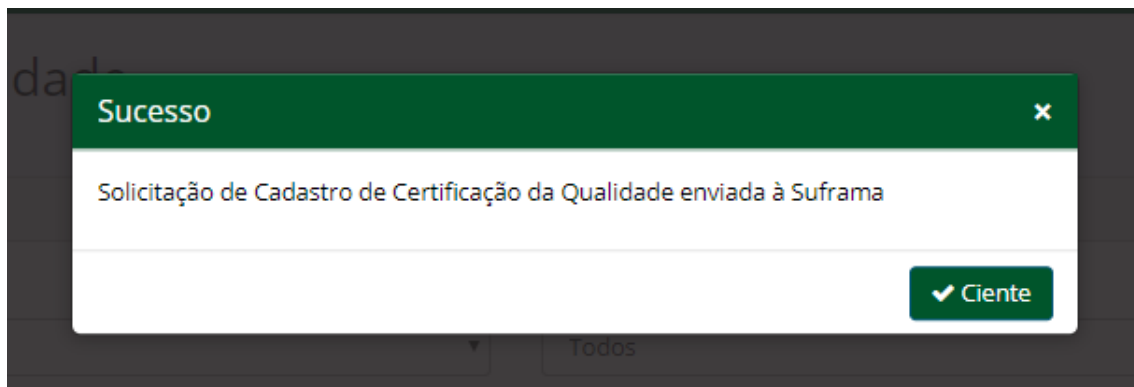 Sucesso ×
Solicitação de Cadastro de Certificação da Qualidade enviada à Suframa
Ciente
Todos